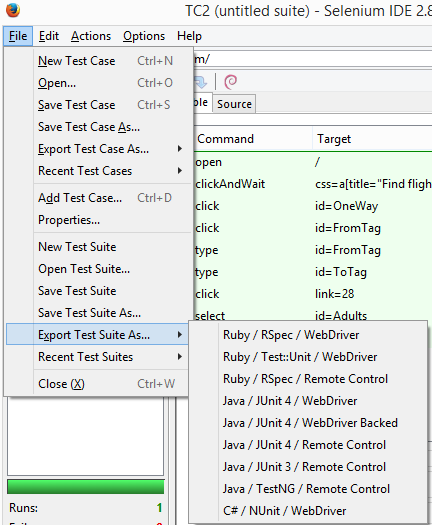 TC2 (untitled suite) - Selenium IDE 2.8
File Edit Actions Options Help
m/
New Test Case Ctrl+N
Open... Ctrl+O
Save Test Case Ctrl+S
Save Test Case As...
Export Test Case As...
Recent Test Cases
Add Test Case... Ctrl+D
Properties...
New Test Suite
Open Test Suite...
Save Test Suite
Save Test Suite As...
Export Test Suite As...
Recent Test Suites
Close (X) Ctrl+W
Source
Command Target
open /
clickAndWait css=a[title="Find fligh
click id=OneWay
click id=FromTag
type id=FromTag
type id=ToTag
click link=28
select id=Adults
Ruby / RSpec / WebDriver
Ruby / Test::Unit / WebDriver
Ruby / RSpec / Remote Control
Java / JUnit 4 / WebDriver
Java / JUnit 4 / WebDriver Backed
Java / JUnit 4 / Remote Control
Java / JUnit 3 / Remote Control
Java / TestNG / Remote Control
C# / NUnit / WebDriver
Runs: 1